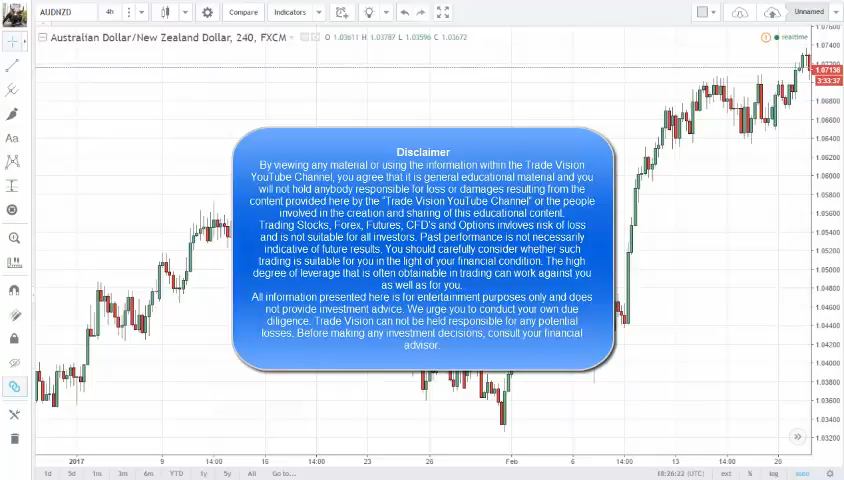 AUDNZD 4h Compare Indicators Unnamed
Australian Dollar/New Zealand Dollar, 240, FXCM O 1.03611 H 1.03787 L 1.03596 C 1.03672 realtime
1.07600
1.07400
1.07200
1.07138
3:33:37
1.06800
1.06600
1.06400
1.06200
1.06000
1.05800
1.05600
1.05400
1.05200
1.05000
1.04800
1.04600
1.04400
1.04200
1.04000
1.03800
1.03600
1.03400
1.03200
Disclaimer
By viewing any material or using the information within the Trade Vision
YouTube Channel, you agree that it is general educational material and you
will not hold anybody responsible for loss or damages resulting from the
content provided here by the "Trade Vision YouTube Channel" or the people
involved in the creation and sharing of this educational content.
Trading Stocks, Forex, Futures, CFD's and Options invloves risk of loss
and is not suitable for all investors. Past performance is not necessarily
indicative of future results. You should carefully consider whether such
trading is suitable for you in the light of your financial condition. The high
degree of leverage that is often obtainable in trading can work against you
as well as for you.
All information presented here is for entertainment purposes only and does
not provide investment advice. We urge you to conduct your own due
diligence. Trade Vision can not be held responsible for any potential
losses. Before making any investment decisions, consult your financial
advisor.
2017 9 14:00 16 14:00 23 26 Feb 6 14:00 13 14:00 20
1d 5d 1m 3m 6m YTD 1y 5y All Go to... 18:26:22 (UTC) ext % log auto